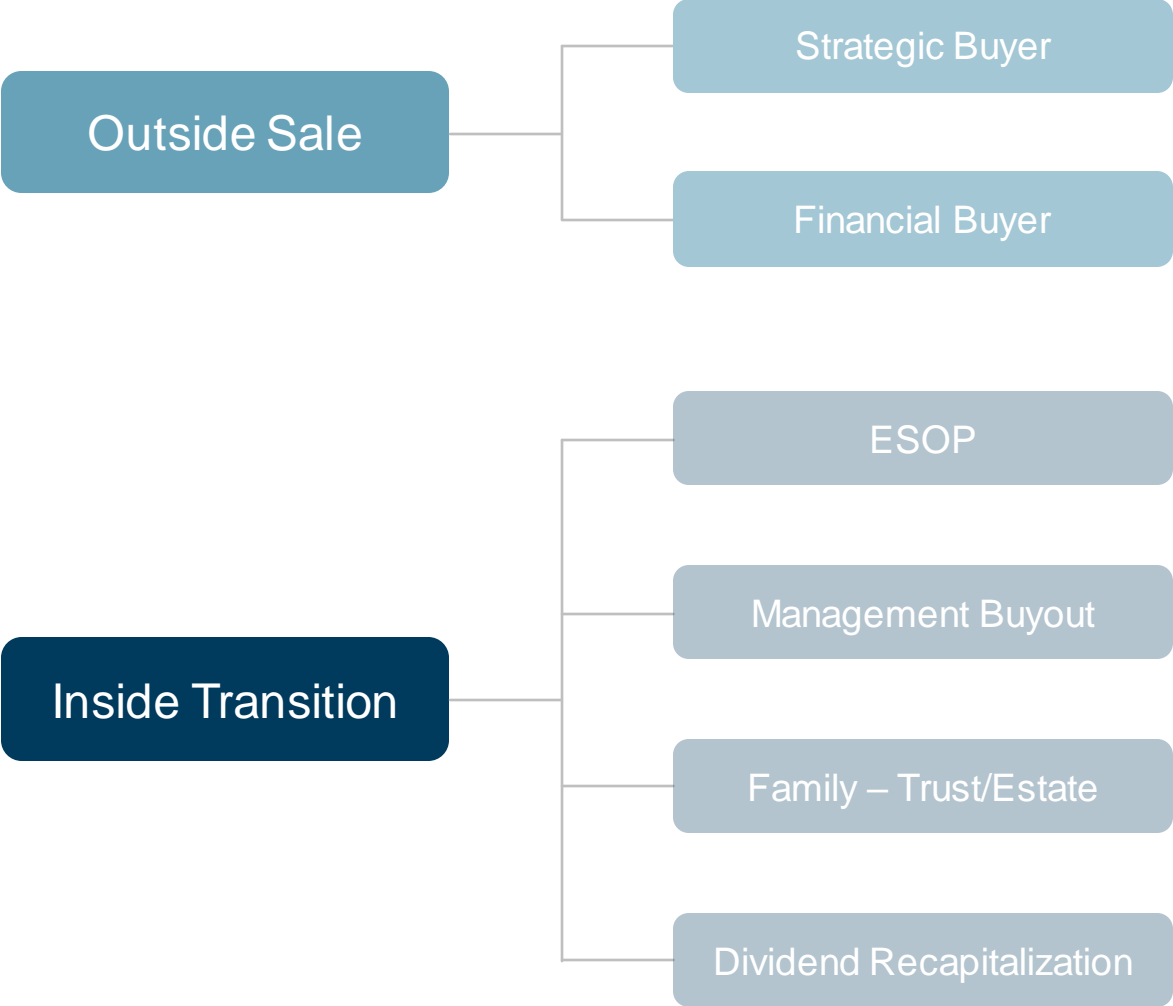 Outside Sale
Strategic Buyer
Financial Buyer
Inside Transition
ESOP
Management Buyout
Family – Trust/Estate
Dividend Recapitalization